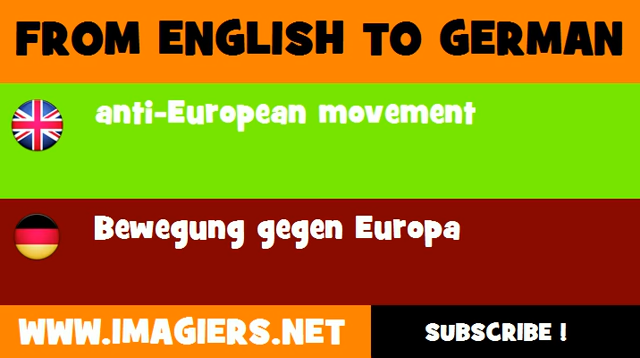 FROM ENGLISH TO GERMAN
anti-European movement
Bewegung gegen Europa
WWW.IMAGIERS.NET
SUBSCRIBE !